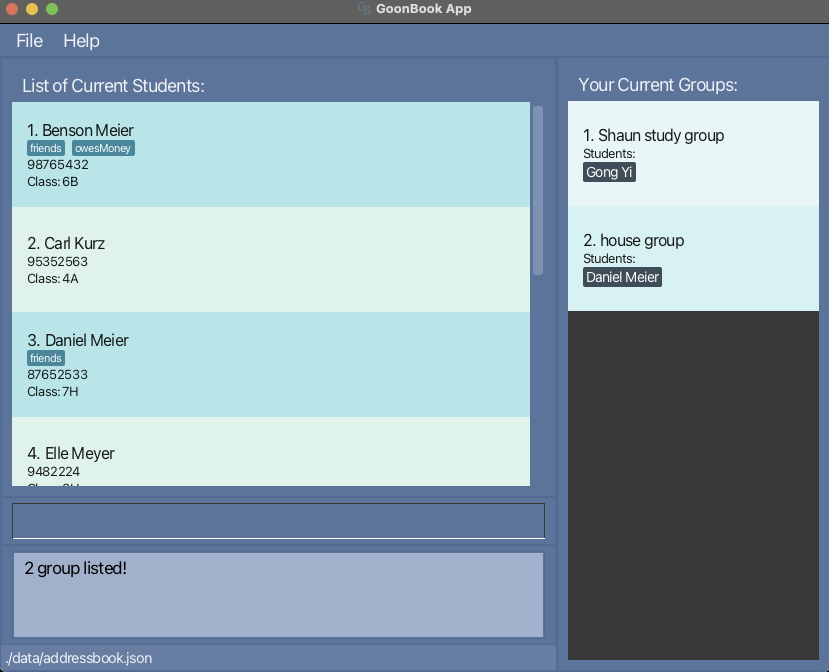 GB GoonBook App
File Help
List of Current Students:
1. Benson Meier
friends owesMoney
98765432
Class: 6B
2. Carl Kurz
95352563
Class: 4A
3. Daniel Meier
friends
87652533
Class: 7H
4. Elle Meyer
9482224
2 group listed!
./data/addressbook.json
Your Current Groups:
1. Shaun study group
Students:
Gong Yi
2. house group
Students:
Daniel Meier